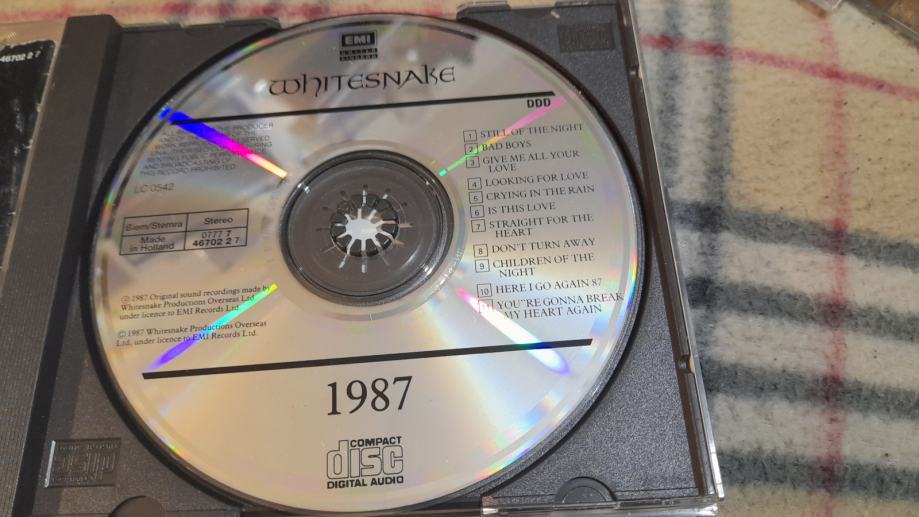 46702 2 7
EMI
WHITESNAKE
DDD
LC 0542
Biem/Stemra
Stereo
Made
in Holland
0777 7
46702 2 7
℗ 1987 Original sound recordings made by
Whitesnake Productions Overseas Ltd
under licence to EMI Records Ltd.
© 1987 Whitesnake Productions Overseas
Ltd., under licence to EMI Records Ltd.
1 STILL OF THE NIGHT
2 BAD BOYS
3 GIVE ME ALL YOUR
LOVE
4 LOOKING FOR LOVE
5 CRYING IN THE RAIN
6 IS THIS LOVE
7 STRAIGHT FOR THE
HEART
8 DON'T TURN AWAY
9 CHILDREN OF THE
NIGHT
10 HERE I GO AGAIN 87
YOU"RE GONNA BREAK
MY HEART AGAIN
1987
COMPACT
disc
DIGITAL AUDIO